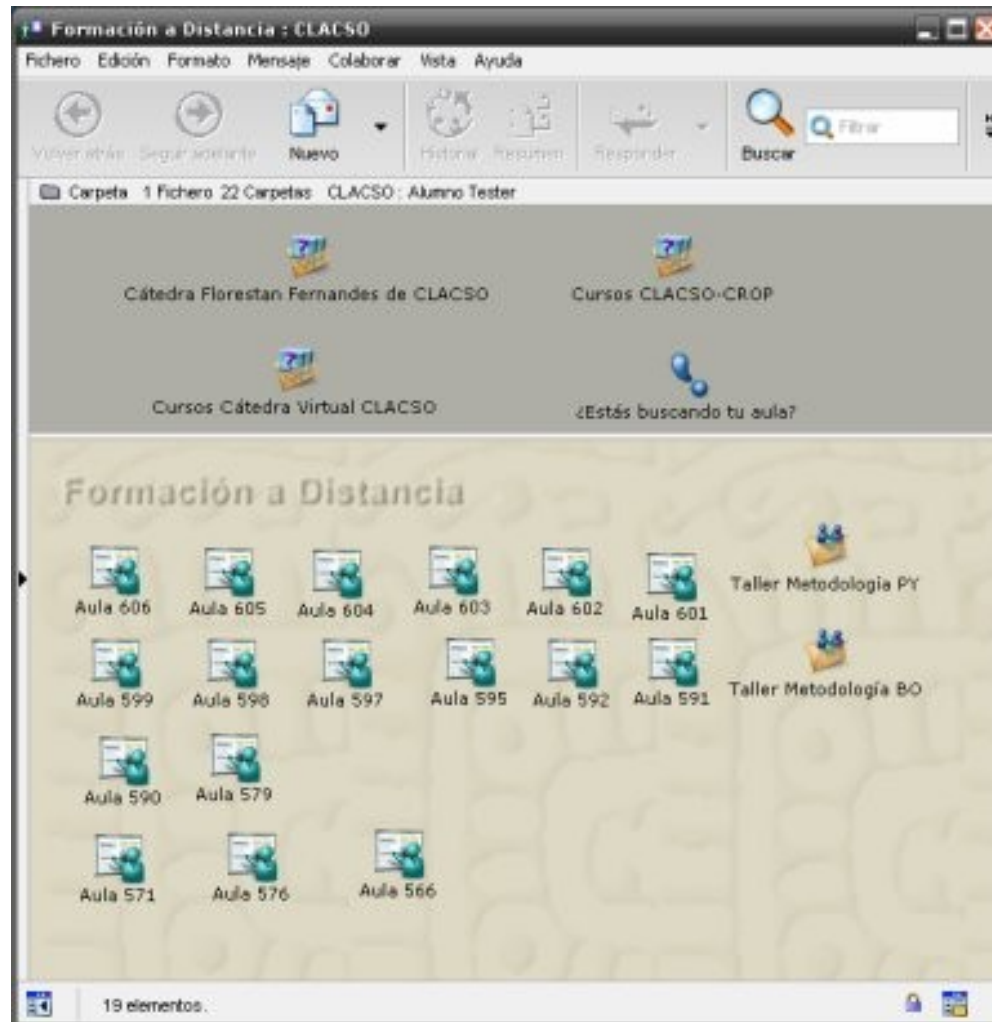 Formación a Distancia : CLACSO
Fichero Edición Formato Mensaje Colaborar Vista Ayuda
Volver atrás Seguir adelante Nuevo Historial Resumen Responder Buscar Filtrar
Carpeta 1 Fichero 22 Carpetas CLACSO : Alumno Tester
Cátedra Florestan Fernandes de CLACSO Cursos CLACSO-CROP
Cursos Cátedra Virtual CLACSO ¿Estás buscando tu aula?
Formación a Distancia
Aula 606 Aula 605 Aula 604 Aula 603 Aula 602 Aula 601 Taller Metodología PY
Aula 599 Aula 598 Aula 597 Aula 595 Aula 592 Aula 591 Taller Metodología BO
Aula 590 Aula 579
Aula 571 Aula 576 Aula 566
19 elementos.